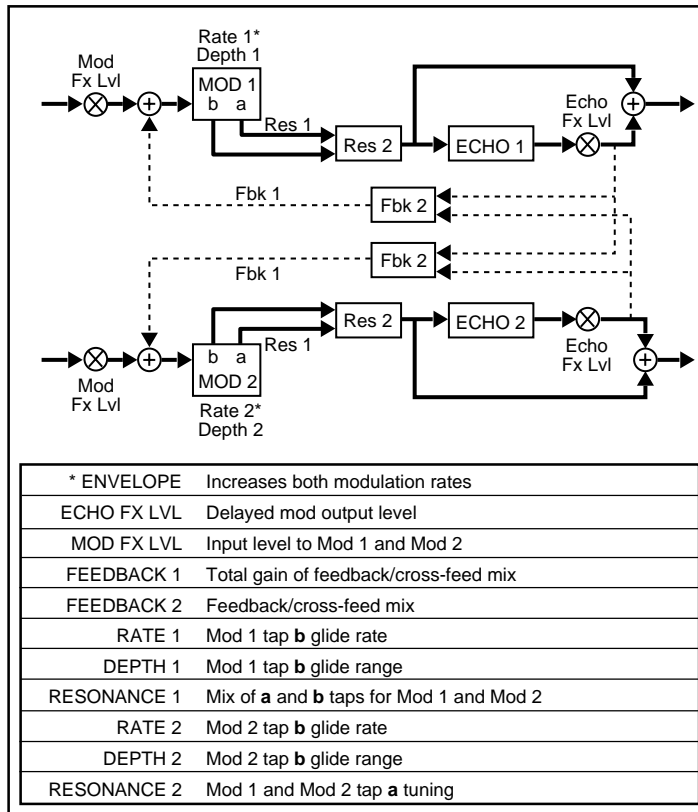 Rate 1*
Depth 1
Mod
Fx Lvl
MOD 1
b a
Res 1
Res 2
ECHO 1
Echo
Fx Lvl
Fbk 1
Fbk 2
Fbk 2
Fbk 1
Res 2
ECHO 2
b a
Res 1
MOD 2
Mod
Fx Lvl
Echo
Fx Lvl
Rate 2*
Depth 2
* ENVELOPE Increases both modulation rates
ECHO FX LVL Delayed mod output level
MOD FX LVL Input level to Mod 1 and Mod 2
FEEDBACK 1 Total gain of feedback/cross-feed mix
FEEDBACK 2 Feedback/cross-feed mix
RATE 1 Mod 1 tap b glide rate
DEPTH 1 Mod 1 tap b glide range
RESONANCE 1 Mix of a and b taps for Mod 1 and Mod 2
RATE 2 Mod 2 tap b glide rate
DEPTH 2 Mod 2 tap b glide range
RESONANCE 2 Mod 1 and Mod 2 tap a tuning